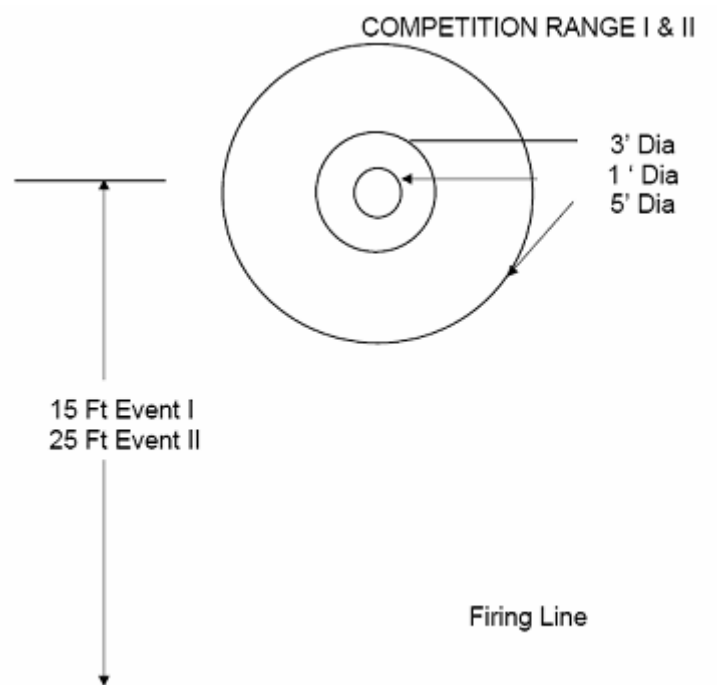 COMPETITION RANGE I & II
3’ Dia
1 ‘ Dia
5’ Dia
15 Ft Event I
25 Ft Event II
Firing Line